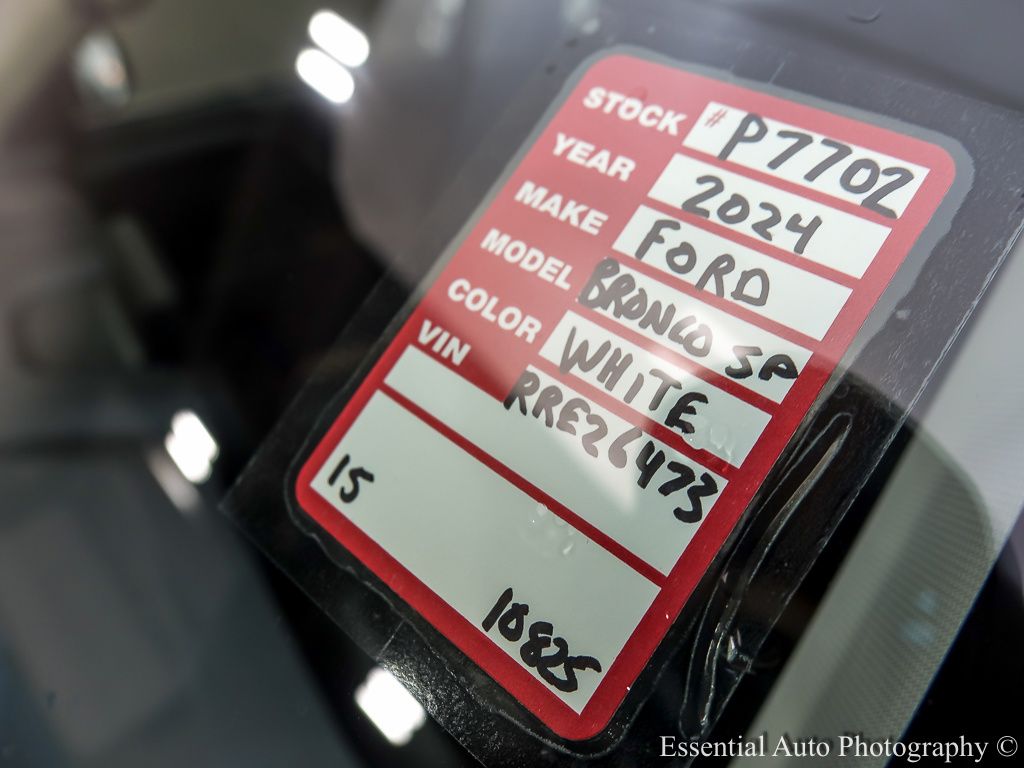 STOCK # P7702
YEAR 2024
MAKE FORD
MODEL BRONCO SP
COLOR WHITE
VIN RRE26473
15
10825
Essential Auto Photography ©